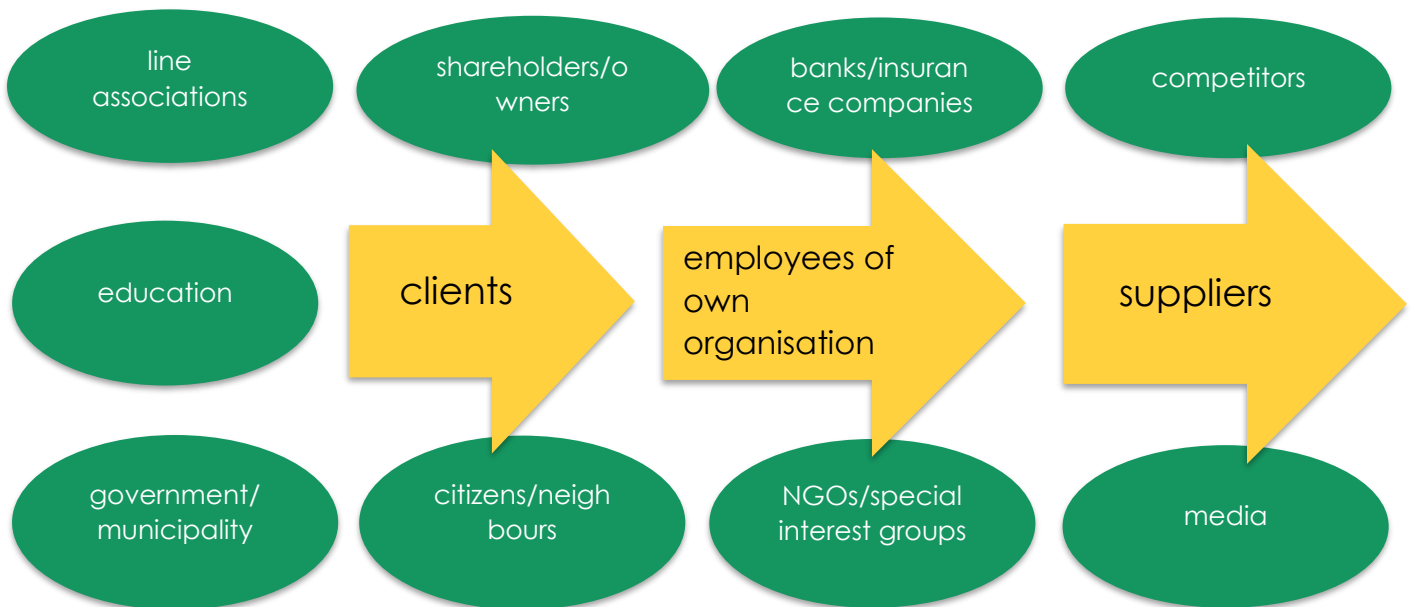 line
associations
shareholders/o
wners
banks/insuran
ce companies
competitors
education
clients
employees of
own
organisation
suppliers
government/
municipality
citizens/neigh
bours
NGOs/special
interest groups
media